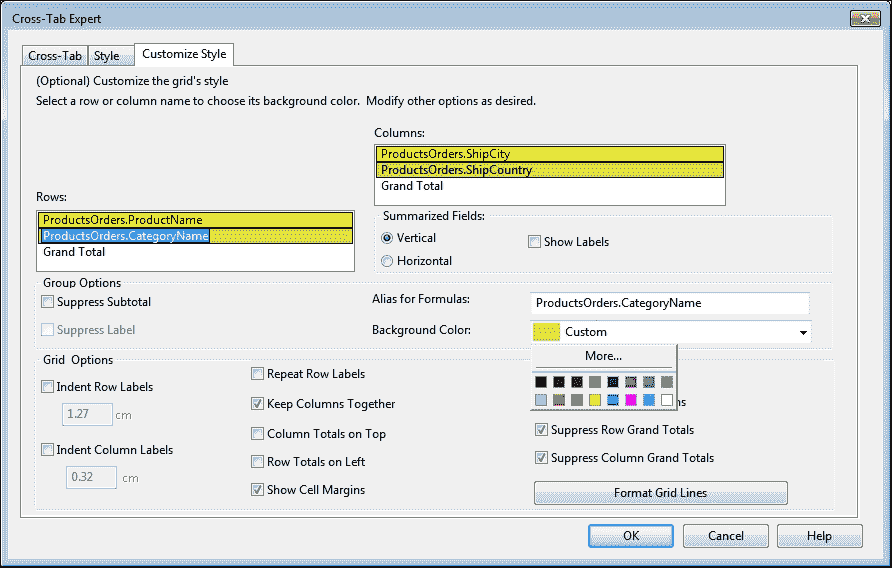 Cross-Tab Expert
Cross-Tab Style Customize Style
(Optional) Customize the grid's style
Select a row or column name to choose its background color. Modify other options as desired.
Columns:
ProductsOrders.ShipCity
ProductsOrders.ShipCountry
Grand Total
Rows:
ProductsOrders.ProductName
ProductsOrders.CategoryName
Grand Total
Summarized Fields:
Vertical
Show Labels
Horizontal
Group Options
Suppress Subtotal
Alias for Formulas:
ProductsOrders.CategoryName
Suppress Label
Background Color:
Custom
More...
Grid Options
Indent Row Labels
1.27 cm
Indent Column Labels
0.32 cm
Repeat Row Labels
Keep Columns Together
Column Totals on Top
Row Totals on Left
Show Cell Margins
Suppress Row Grand Totals
Suppress Column Grand Totals
Format Grid Lines
OK Cancel Help